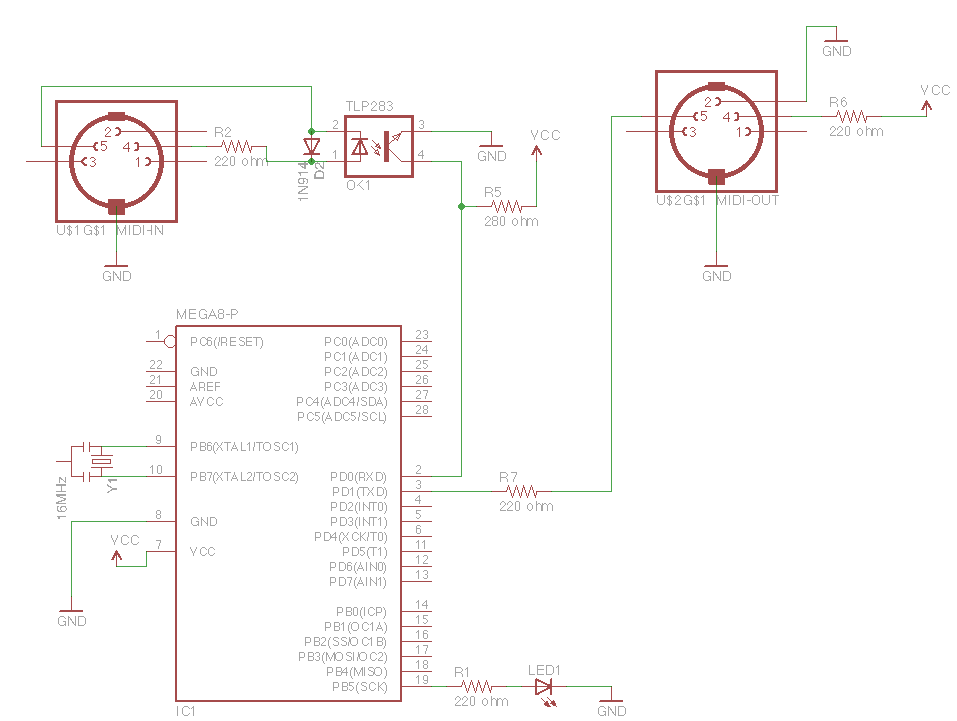 GND
VCC
R6
220 ohm
2
5
4
3
1
U$2G$1
MIDI-OUT
GND
2
5
4
3
1
U$1G$1
MIDI-IN
GND
R2
220 ohm
1N914
D2
TLP283
2
3
1
4
OK1
GND
VCC
R5
280 ohm
MEGA8-P
1
PC6(/RESET)
22
GND
21
AREF
20
AVCC
9
PB6(XTAL1/TOSC1)
10
PB7(XTAL2/TOSC2)
8
GND
7
VCC
PC0(ADC0)
23
PC1(ADC1)
24
PC2(ADC2)
25
PC3(ADC3)
26
PC4(ADC4/SDA)
27
PC5(ADC5/SCL)
28
PD0(RXD)
2
PD1(TXD)
3
PD2(INT0)
4
PD3(INT1)
5
PD4(XCK/T0)
6
PD5(T1)
11
PD6(AIN0)
12
PD7(AIN1)
13
PB0(ICP)
14
PB1(OC1A)
15
PB2(SS/OC1B)
16
PB3(MOSI/OC2)
17
PB4(MISO)
18
PB5(SCK)
19
IC1
16MHz
Y1
VCC
GND
R7
220 ohm
R1
220 ohm
LED1
GND